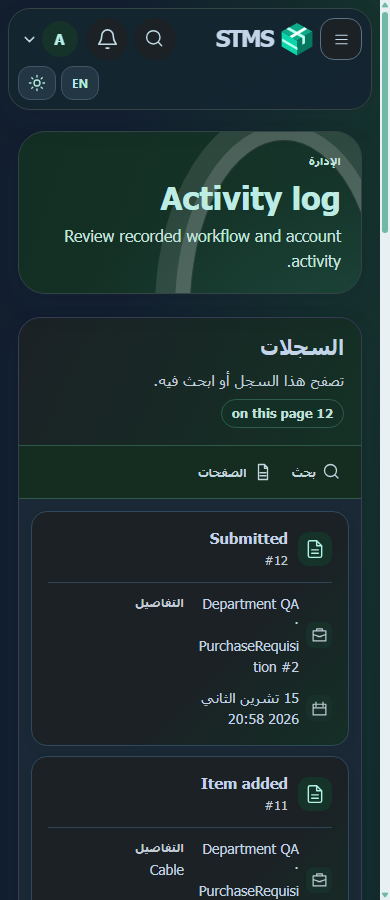 STMS
A
EN
الإدارة
Activity log
Review recorded workflow and account
activity.
السجلات
تصفح هذا السجل أو ابحث فيه.
12 on this page
بحث
الصفحات
Submitted
#12
Department QA
·
PurchaseRequisi
tion #2
التفاصيل
15 تشرين الثاني
2026 20:58
Item added
#11
Department QA
·
PurchaseRequisi
التفاصيل
Cable